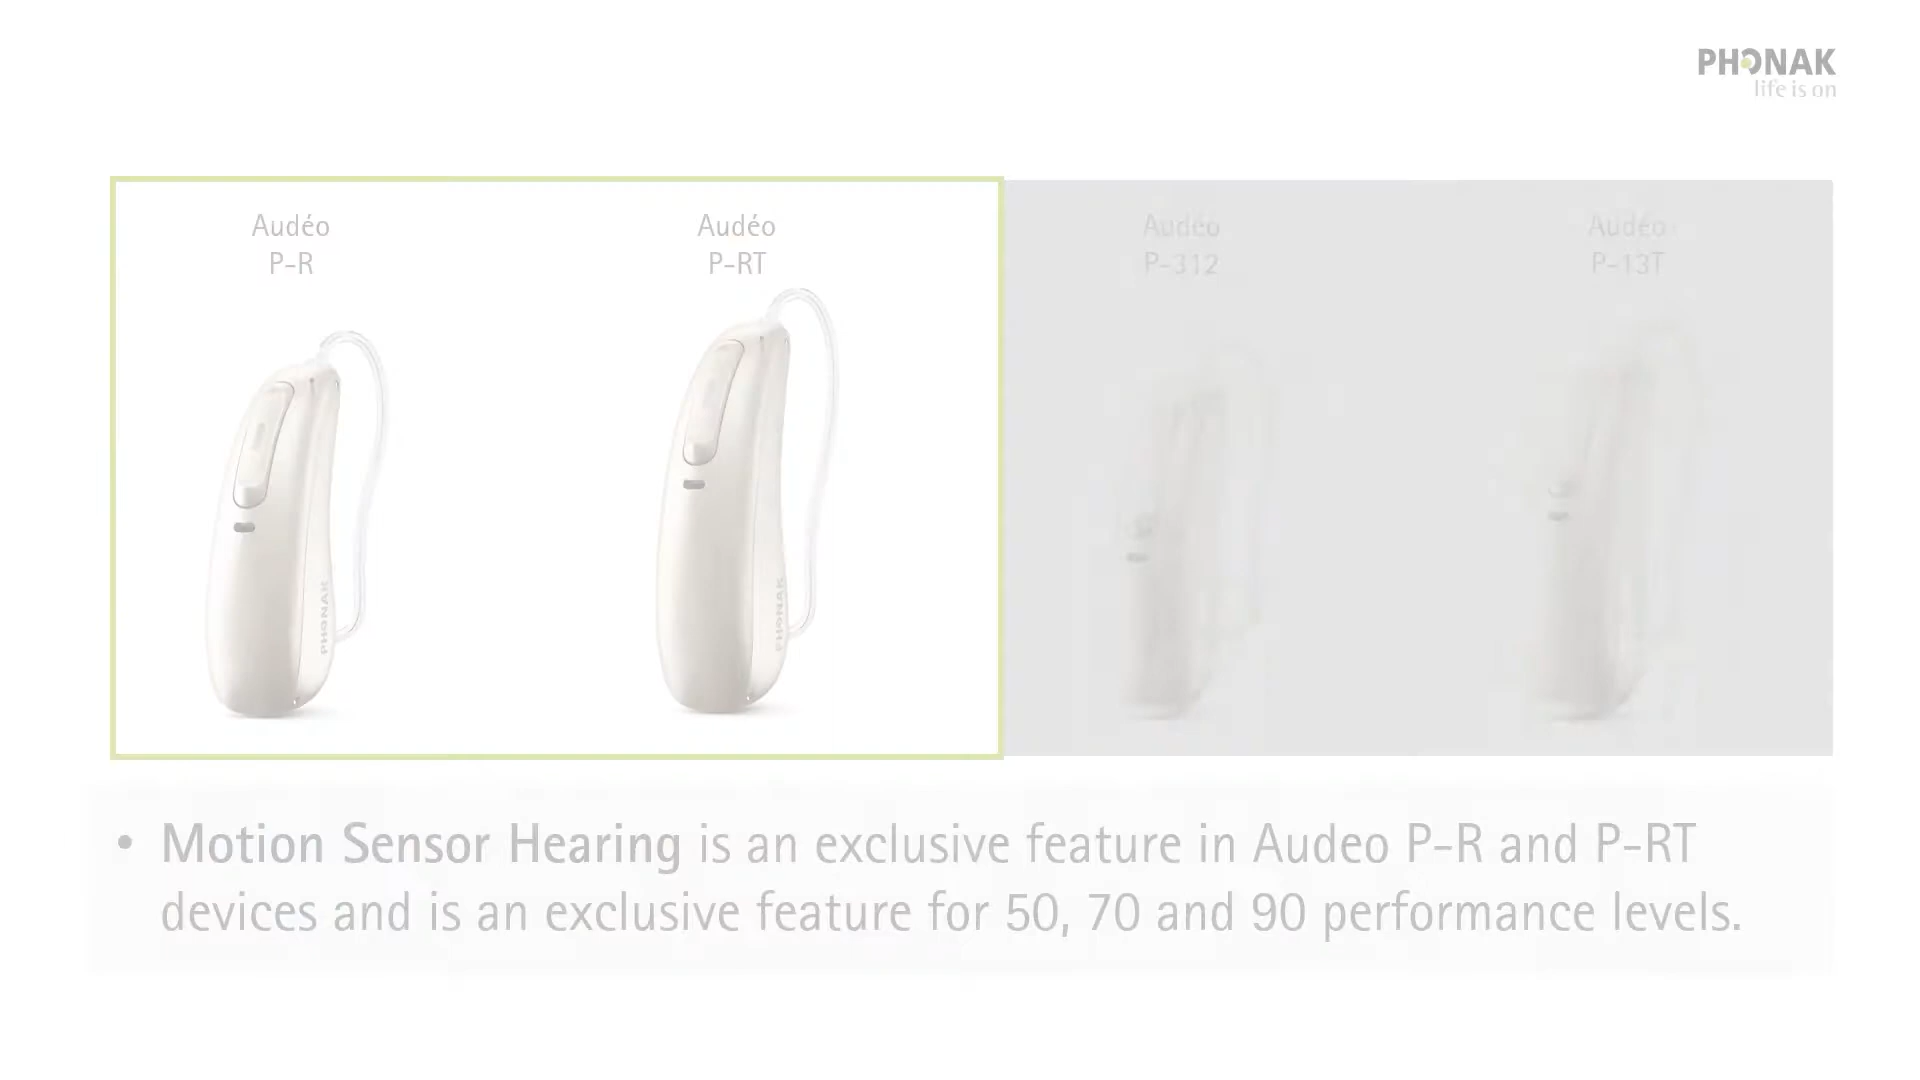 PHONAK
life is on
Audéo
P-R
Audéo
P-RT
Audéo
P-312
Audéo
P-13T
PHONAK
PHONAK
• Motion Sensor Hearing is an exclusive feature in Audeo P-R and P-RT
devices and is an exclusive feature for 50, 70 and 90 performance levels.